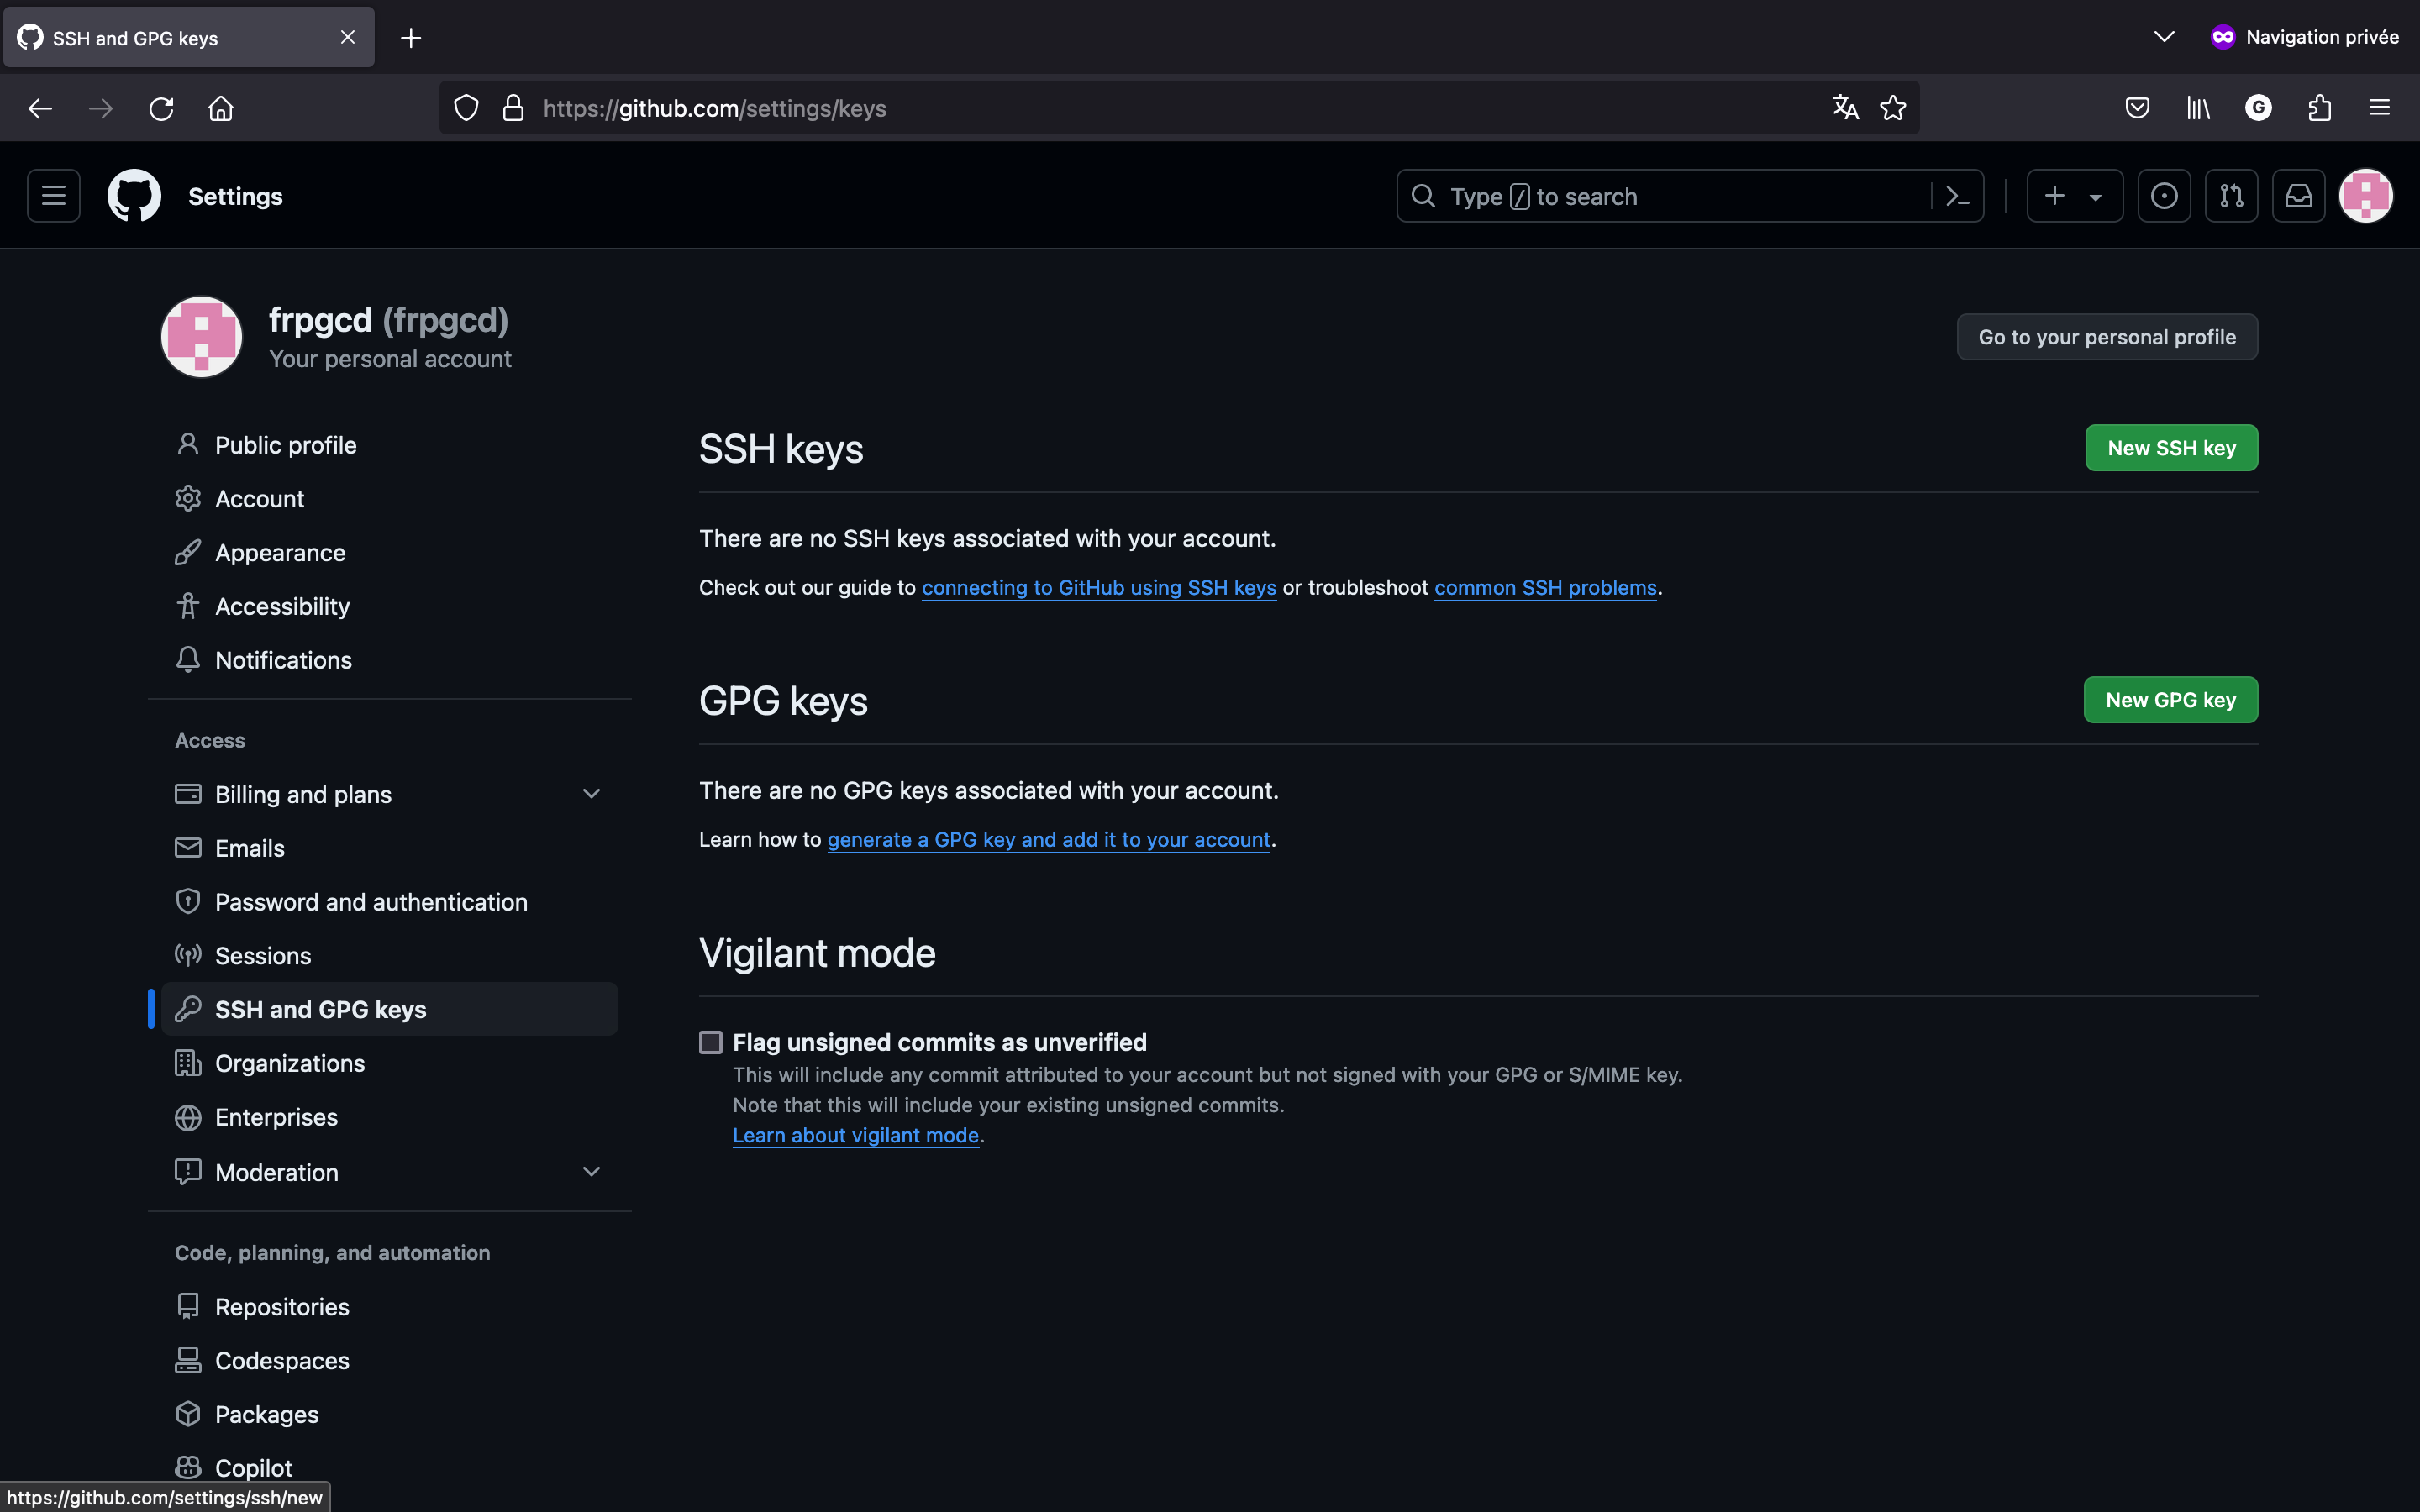 SSH and GPG keys
Navigation privée
G
https://github.com/settings/keys
Settings
Type / to search
frpgcd (frpgcd)
Your personal account
Go to your personal profile
Public profile
Account
Appearance
Accessibility
Notifications
Access
Billing and plans
Emails
Password and authentication
Sessions
SSH and GPG keys
Organizations
Enterprises
Moderation
Code, planning, and automation
Repositories
Codespaces
Packages
Copilot
SSH keys
New SSH key
There are no SSH keys associated with your account.
Check out our guide to connecting to GitHub using SSH keys or troubleshoot common SSH problems.
GPG keys
New GPG key
There are no GPG keys associated with your account.
Learn how to generate a GPG key and add it to your account.
Vigilant mode
Flag unsigned commits as unverified
This will include any commit attributed to your account but not signed with your GPG or S/MIME key.
Note that this will include your existing unsigned commits.
Learn about vigilant mode.
https://github.com/settings/ssh/new